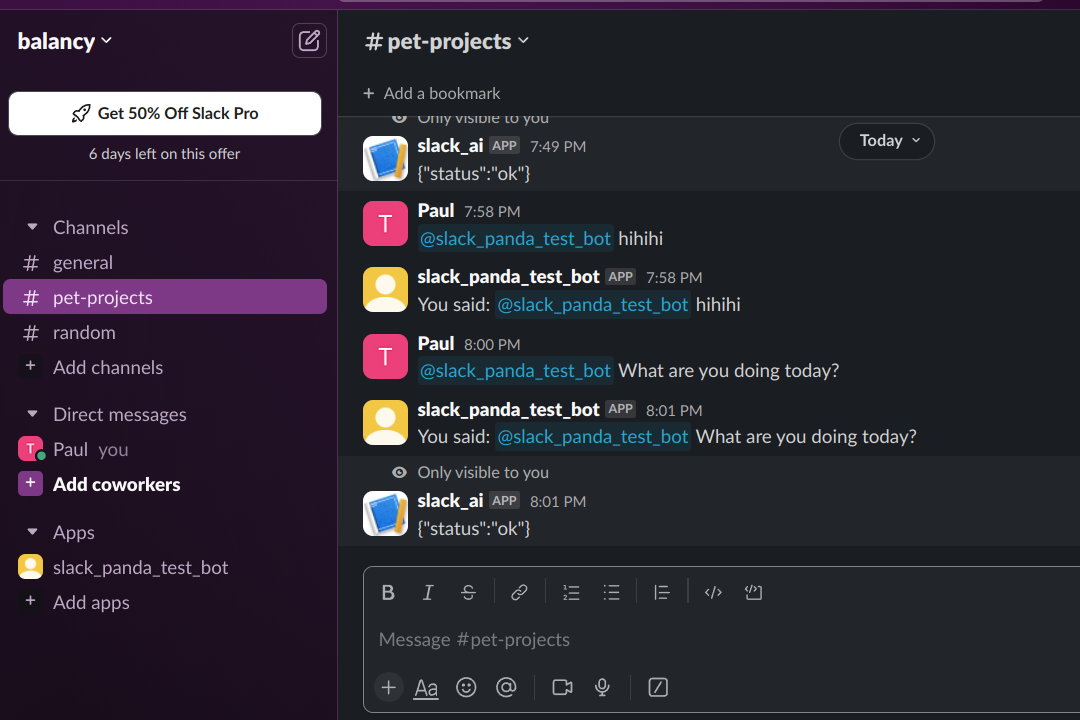 balancy
Get 50% Off Slack Pro
6 days left on this offer
Channels
# general
# pet-projects
# random
+ Add channels
Direct messages
T Paul you
+ Add coworkers
Apps
slack_panda_test_bot
+ Add apps
# pet-projects
+ Add a bookmark
Only visible to you
Today
slack_ai APP 7:49 PM
{"status":"ok"}
T Paul 7:58 PM
@slack_panda_test_bot hihihi
slack_panda_test_bot APP 7:58 PM
You said: @slack_panda_test_bot hihihi
T Paul 8:00 PM
@slack_panda_test_bot What are you doing today?
slack_panda_test_bot APP 8:01 PM
You said: @slack_panda_test_bot What are you doing today?
Only visible to you
slack_ai APP 8:01 PM
{"status":"ok"}
B I S
Message #pet-projects
+ Aa @